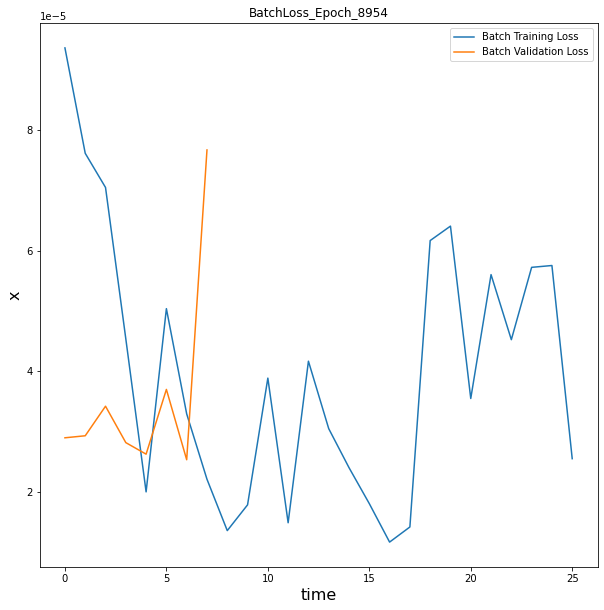 BatchLoss_Epoch_8954
1e−5
Batch Training Loss
Batch Validation Loss
8
6
4
2
x
0 5 10 15 20 25
time